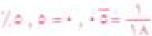 ٪۵ , ۵ = ۰ , ۰۵̅ = ۱/۱۸